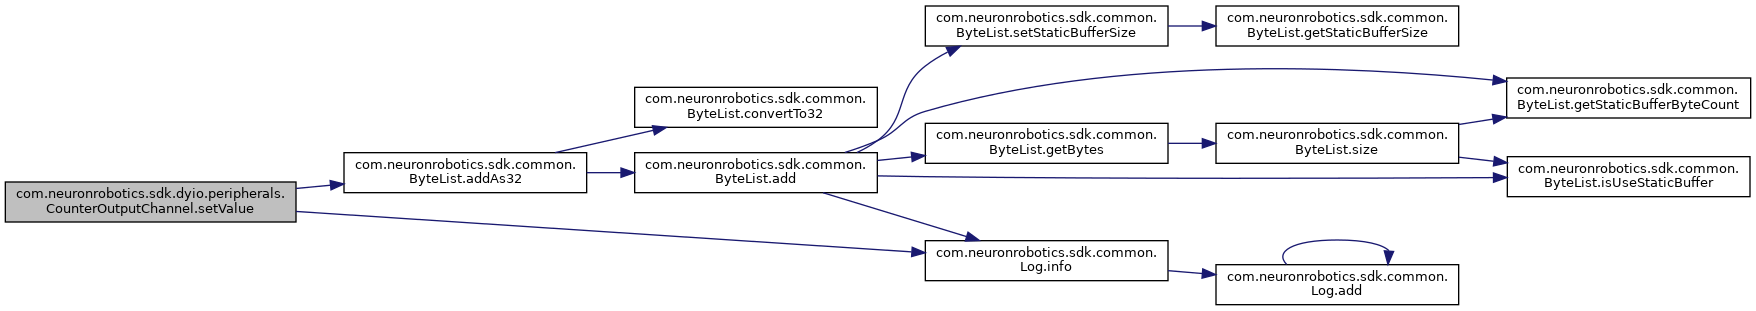 com.neuronrobotics.sdk.dyio.peripherals.
CounterOutputChannel.setValue
com.neuronrobotics.sdk.common.
ByteList.addAs32
com.neuronrobotics.sdk.common.
ByteList.convertTo32
com.neuronrobotics.sdk.common.
ByteList.add
com.neuronrobotics.sdk.common.
ByteList.setStaticBufferSize
com.neuronrobotics.sdk.common.
ByteList.getBytes
com.neuronrobotics.sdk.common.
Log.info
com.neuronrobotics.sdk.common.
ByteList.getStaticBufferSize
com.neuronrobotics.sdk.common.
ByteList.size
com.neuronrobotics.sdk.common.
Log.add
com.neuronrobotics.sdk.common.
ByteList.getStaticBufferByteCount
com.neuronrobotics.sdk.common.
ByteList.isUseStaticBuffer